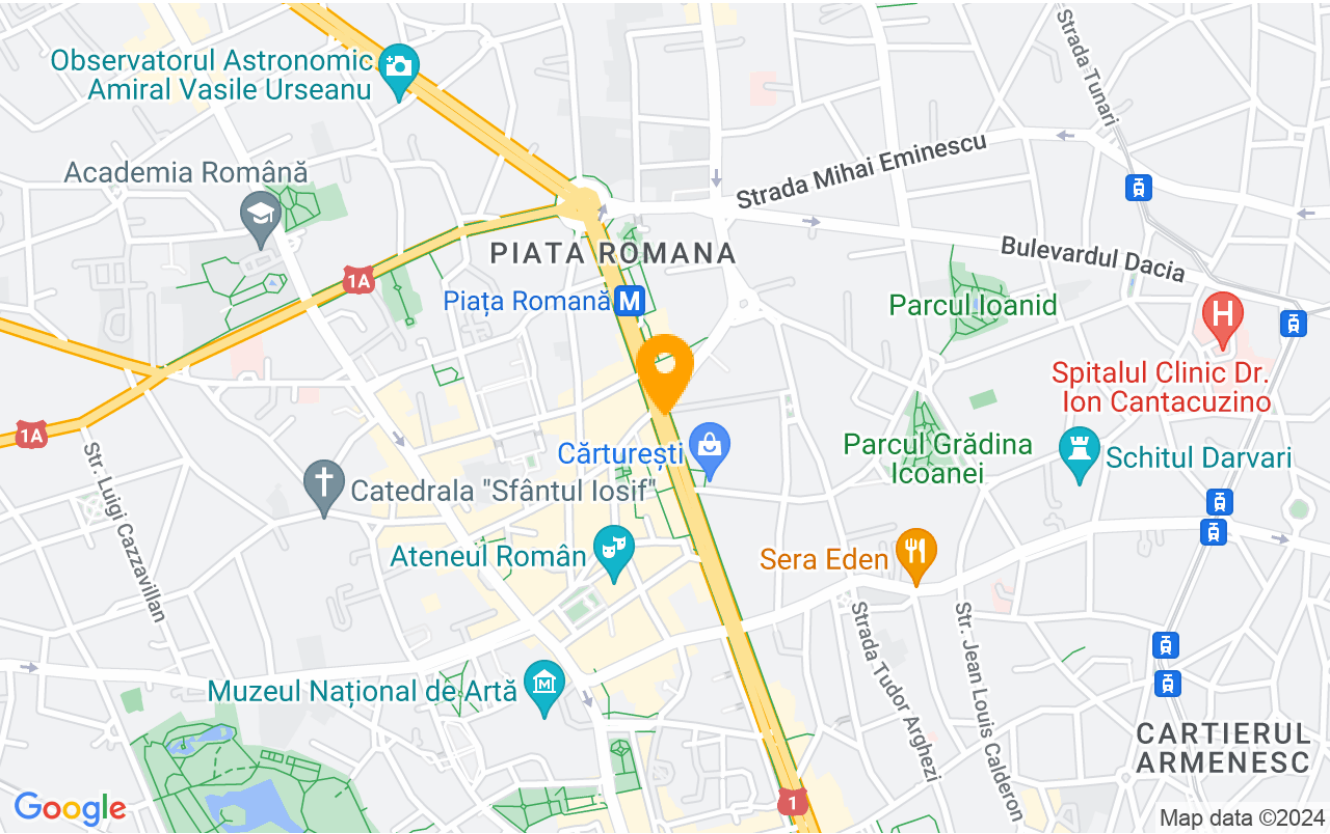 Observatorul Astronomic
Amiral Vasile Urseanu
Strada Tunari
Academia Română
Strada Mihai Eminescu
PIATA ROMANA
Bulevardul Dacia
1A
Piața Romană
M
Parcul Ioanid
H
Spitalul Clinic Dr.
Ion Cantacuzino
1A
Str. Luigi Cazzavillan
Cărturești
Parcul Grădina
Icoanei
Schitul Darvari
Catedrala "Sfântul Iosif"
Ateneul Român
Sera Eden
Strada Tudor Arghezi
Str. Jean Louis Calderon
Muzeul Național de Artă
M
CARTIERUL
ARMENESC
1
Google
Map data ©2024